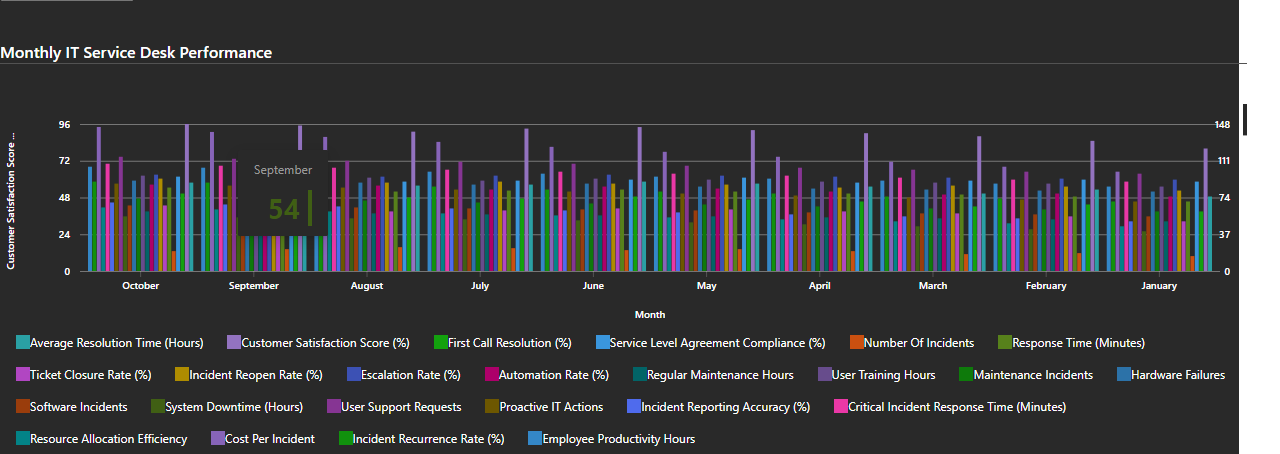 Monthly IT Service Desk Performance
Customer Satisfaction Score ...
96 148
72 111
48 74
24 37
0 0
September
54
October September August July June May April March February January
Month
Average Resolution Time (Hours) Customer Satisfaction Score (%) First Call Resolution (%) Service Level Agreement Compliance (%) Number Of Incidents Response Time (Minutes)
Ticket Closure Rate (%) Incident Reopen Rate (%) Escalation Rate (%) Automation Rate (%) Regular Maintenance Hours User Training Hours Maintenance Incidents Hardware Failures
Software Incidents System Downtime (Hours) User Support Requests Proactive IT Actions Incident Reporting Accuracy (%) Critical Incident Response Time (Minutes)
Resource Allocation Efficiency Cost Per Incident Incident Recurrence Rate (%) Employee Productivity Hours